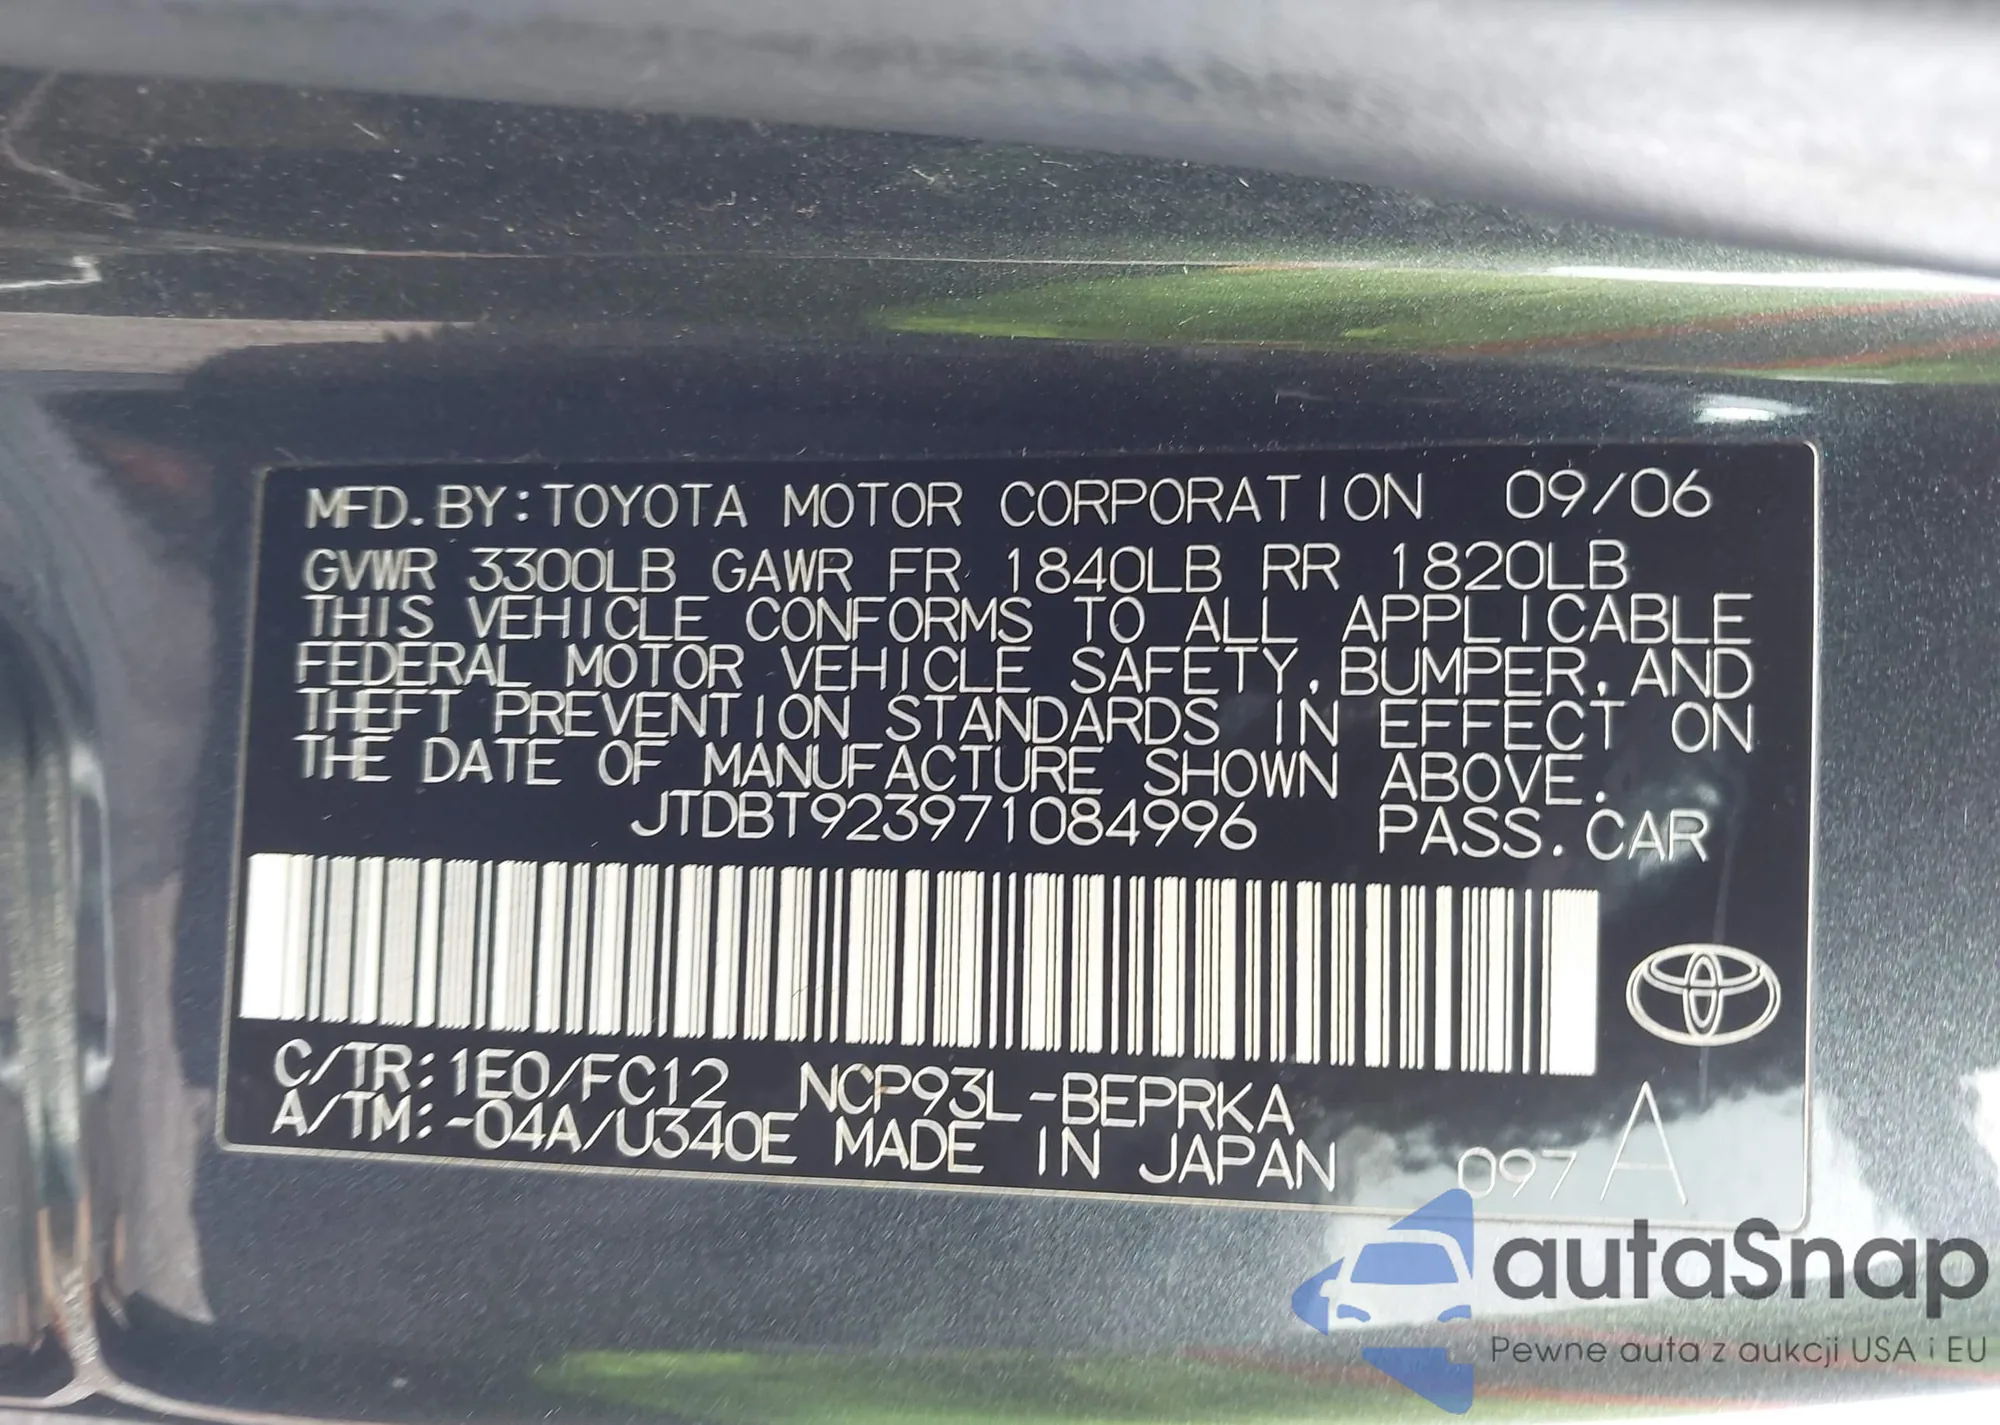 MFD. BY: TOYOTA MOTOR CORPORATION 09/06
GVWR 3300LB GAWR FR 1840LB RR 1820LB
THIS VEHICLE CONFORMS TO ALL APPLICABLE
FEDERAL MOTOR VEHICLE SAFETY, BUMPER, AND
THEFT PREVENTION STANDARDS IN EFFECT ON
THE DATE OF MANUFACTURE SHOWN ABOVE.
JTDBT923971084996 PASS. CAR
C/TR: 1E0/FC12 NCP93L-BEPRKA
A/TM: -04A/U340E MADE IN JAPAN 097 A
autaSnap
Pewne auta z aukcji USA i EU